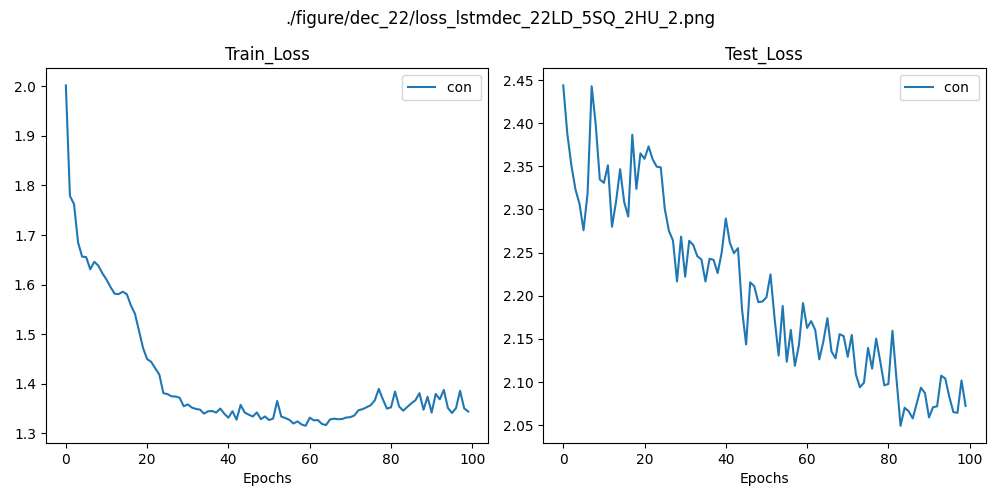 ./figure/dec_22/loss_lstmdec_22LD_5SQ_2HU_2.png
Train_Loss
Test_Loss
con
con
2.0
1.9
1.8
1.7
1.6
1.5
1.4
1.3
2.45
2.40
2.35
2.30
2.25
2.20
2.15
2.10
2.05
0 20 40 60 80 100
0 20 40 60 80 100
Epochs
Epochs